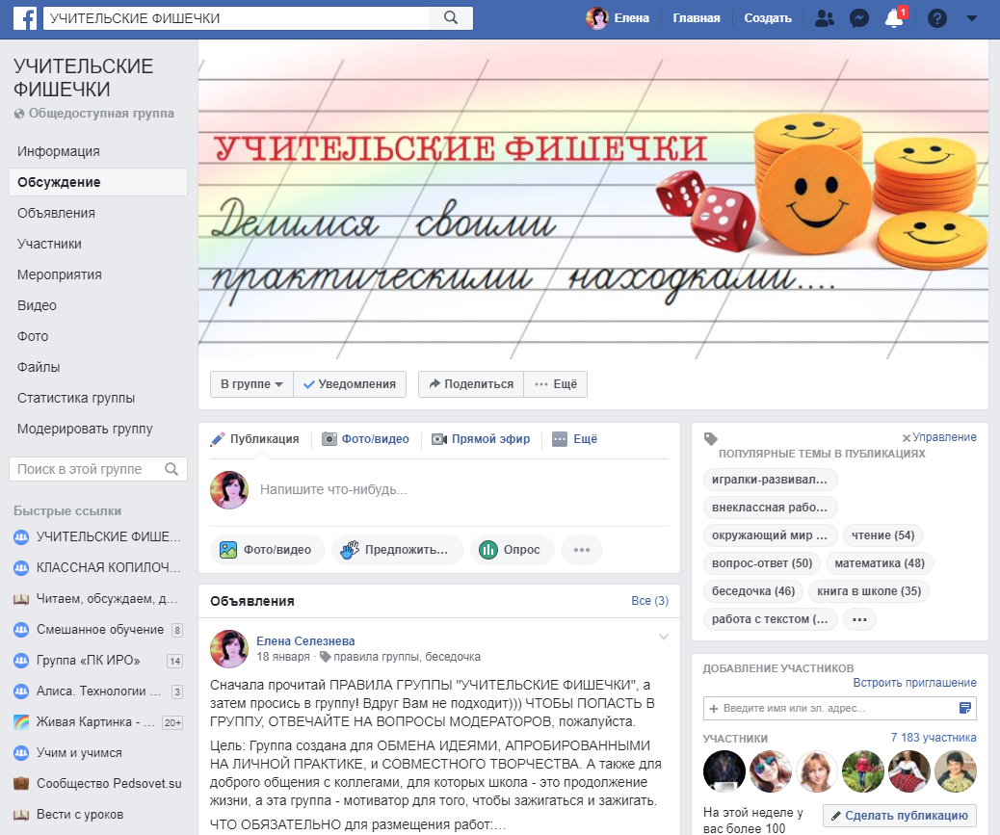 УЧИТЕЛЬСКИЕ ФИШЕЧКИ
Елена
Главная
Создать
1
УЧИТЕЛЬСКИЕ
ФИШЕЧКИ
Общедоступная группа
Информация
Обсуждение
Объявления
Участники
Мероприятия
Видео
Фото
Файлы
Статистика группы
Модерировать группу
Поиск в этой группе
Быстрые ссылки
УЧИТЕЛЬСКИЕ ФИШЕ...
КЛАССНАЯ КОПИЛОЧ...
Читаем, обсуждаем, д...
Смешанное обучение 8
Группа «ПК ИРО» 14
Алиса. Технологии ... 3
Живая Картинка - ... 20+
Учим и учимся
Сообщество Pedsovet.su
Вести с уроков
УЧИТЕЛЬСКИЕ ФИШЕЧКИ
Делимся своими
практическими находками....
В группе
Уведомления
Поделиться
Ещё
Публикация
Фото/видео
Прямой эфир
Ещё
Напишите что-нибудь...
Фото/видео
Предложить...
Опрос
Объявления
Все (3)
Елена Селезнева
18 января · правила группы, беседочка
Сначала прочитай ПРАВИЛА ГРУППЫ "УЧИТЕЛЬСКИЕ ФИШЕЧКИ", а
затем просись в группу! Вдруг Вам не подходит))) ЧТОБЫ ПОПАСТЬ В
ГРУППУ, ОТВЕЧАЙТЕ НА ВОПРОСЫ МОДЕРАТОРОВ, пожалуйста.
Цель: Группа создана для ОБМЕНА ИДЕЯМИ, АПРОБИРОВАННЫМИ
НА ЛИЧНОЙ ПРАКТИКЕ, и СОВМЕСТНОГО ТВОРЧЕСТВА. А также для
доброго общения с коллегами, для которых школа - это продолжение
жизни, а эта группа - мотиватор для того, чтобы зажигаться и зажигать.
ЧТО ОБЯЗАТЕЛЬНО для размещения работ:...
Управление
ПОПУЛЯРНЫЕ ТЕМЫ В ПУБЛИКАЦИЯХ
игралки-развивал...
внеклассная рабо...
окружающий мир ...
чтение (54)
вопрос-ответ (50)
математика (48)
беседочка (46)
книга в школе (35)
работа с текстом (...
ДОБАВЛЕНИЕ УЧАСТНИКОВ
Встроить приглашение
+ Введите имя или эл. адрес...
УЧАСТНИКИ
7 183 участника
На этой неделе у
вас более 100
Сделать публикацию